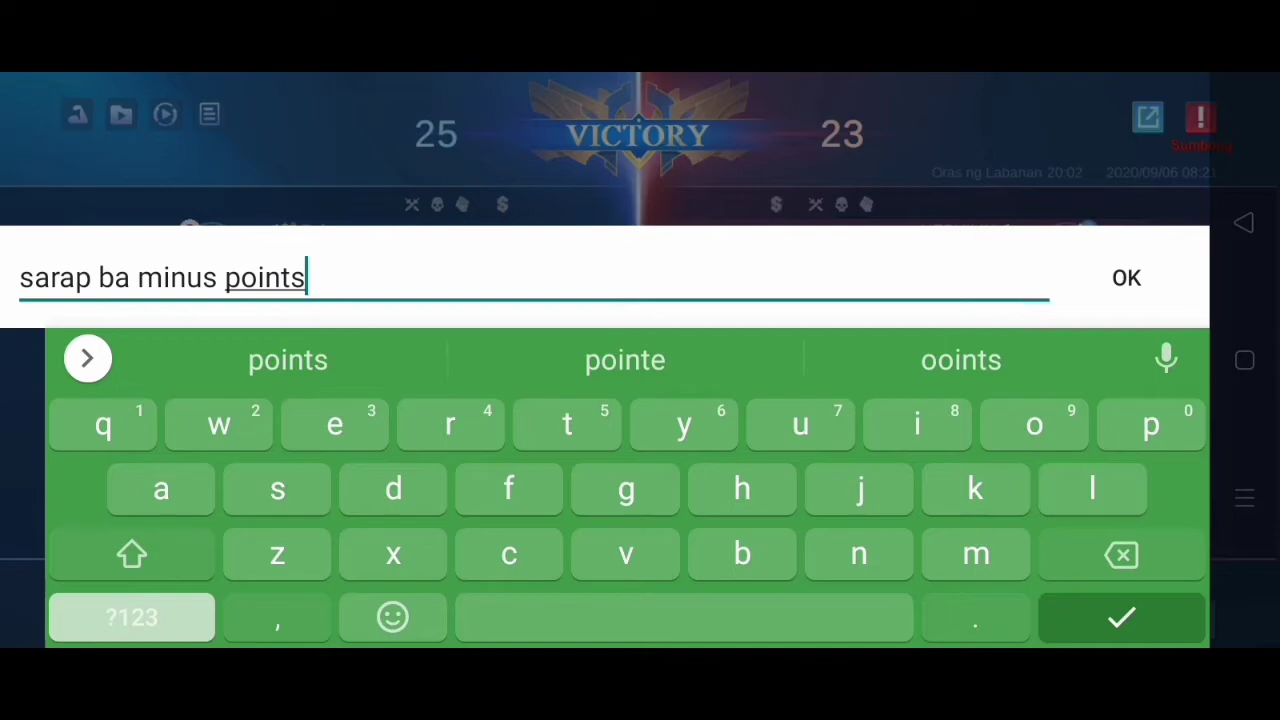 25
VICTORY
23
Sumbong
Oras ng Labanan 20:02 2020/09/06 08:21
sarap ba minus points
OK
points pointe ooints
q 1 w 2 e 3 r 4 t 5 y 6 u 7 i 8 o 9 p 0
a s d f g h j k l
z x c v b n m
?123 , .